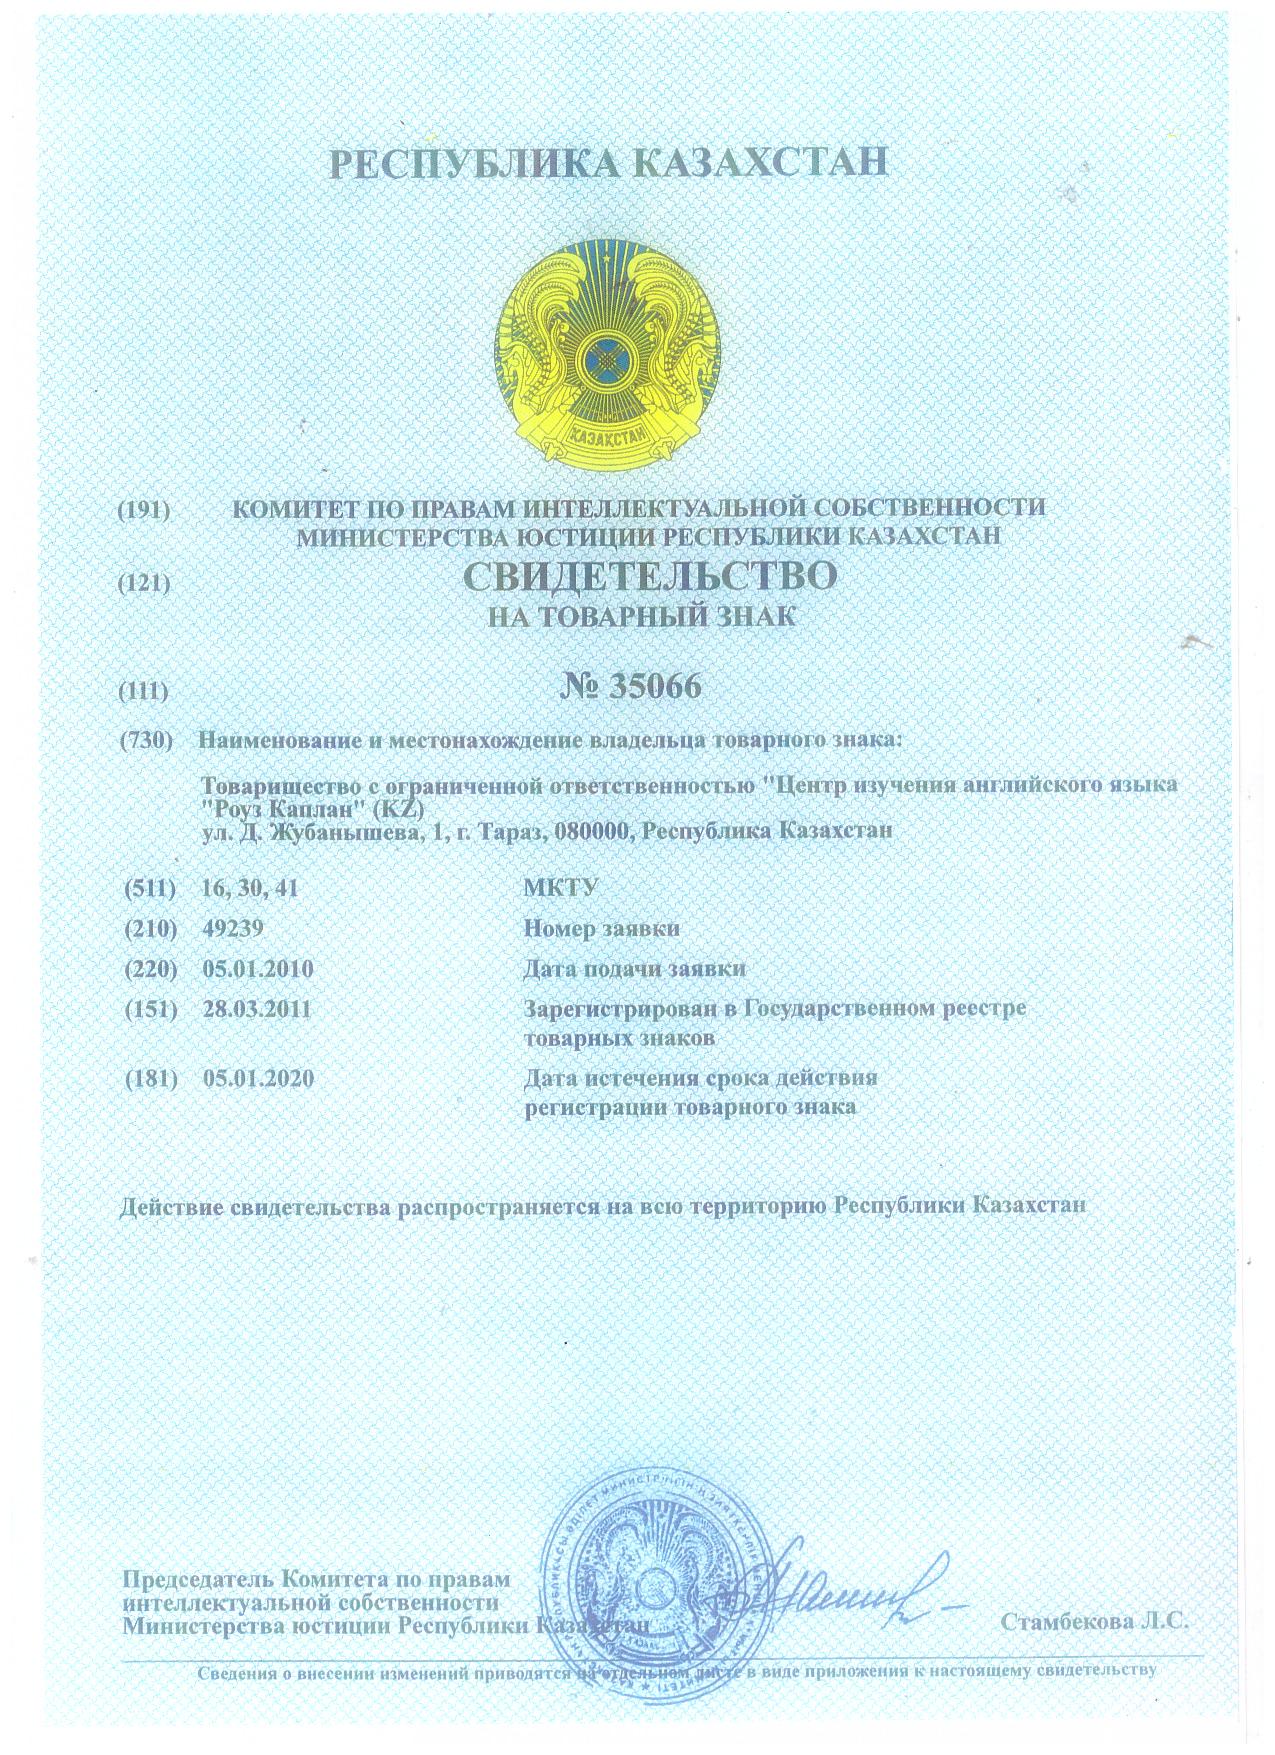 РЕСПУБЛИКА КАЗАХСТАН
ҚАЗАҚСТАН
(191) КОМИТЕТ ПО ПРАВАМ ИНТЕЛЛЕКТУАЛЬНОЙ СОБСТВЕННОСТИ
МИНИСТЕРСТВА ЮСТИЦИИ РЕСПУБЛИКИ КАЗАХСТАН
(121) СВИДЕТЕЛЬСТВО
НА ТОВАРНЫЙ ЗНАК
(111) № 35066
(730) Наименование и местонахождение владельца товарного знака:
Товарищество с ограниченной ответственностью "Центр изучения английского языка
"Роуз Каплан" (KZ)
ул. Д. Жубанышева, 1, г. Тараз, 080000, Республика Казахстан
(511) 16, 30, 41 МКТУ
(210) 49239 Номер заявки
(220) 05.01.2010 Дата подачи заявки
(151) 28.03.2011 Зарегистрирован в Государственном реестре
товарных знаков
(181) 05.01.2020 Дата истечения срока действия
регистрации товарного знака
Действие свидетельства распространяется на всю территорию Республики Казахстан
Председатель Комитета по правам
интеллектуальной собственности
Министерства юстиции Республики Казахстан
Стамбекова Л.С.
Сведения о внесении изменений приводятся на отдельном листе в виде приложения к настоящему свидетельству